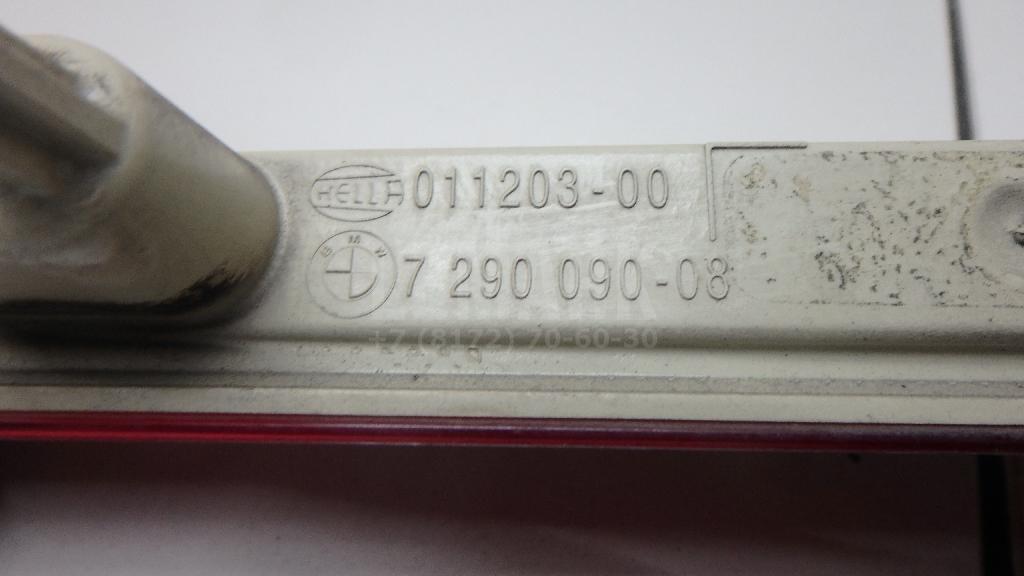 HELLA 011203-00
BMW 7 290 090-08
+7 (8172) 70-60-30